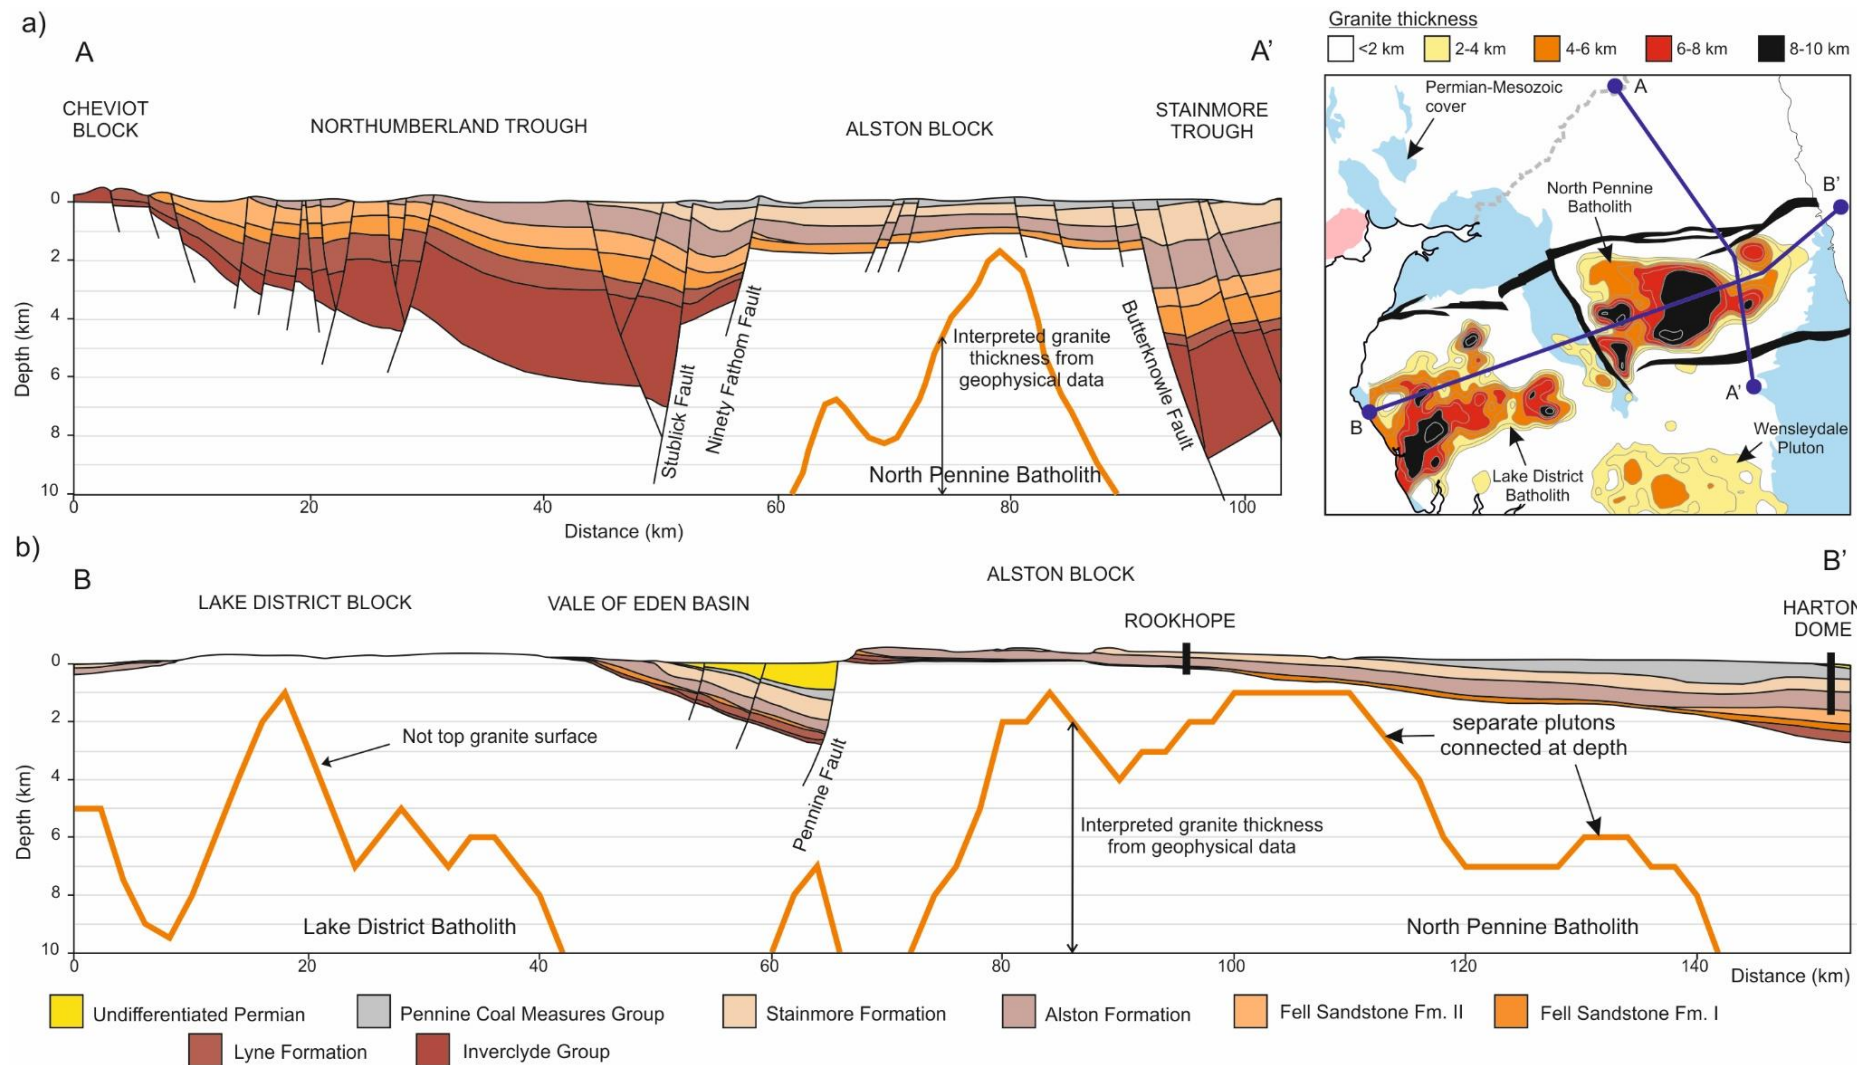 a)
A
A'
CHEVIOT
BLOCK
NORTHUMBERLAND TROUGH
ALSTON BLOCK
STAINMORE
TROUGH
0
2
4
6
8
10
Depth (km)
0
20
40
60
80
100
Distance (km)
Stublick Fault
Ninety Fathom Fault
Butterknowle Fault
Interpreted granite
thickness from
geophysical data
North Pennine Batholith
Granite thickness
<2 km
2-4 km
4-6 km
6-8 km
8-10 km
Permian-Mesozoic
cover
A
B'
North Pennine
Batholith
A'
B
Wensleydale
Pluton
Lake District
Batholith
b)
B
B'
LAKE DISTRICT BLOCK
VALE OF EDEN BASIN
ALSTON BLOCK
ROOKHOPE
HARTON
DOME
0
2
4
6
8
10
Depth (km)
Not top granite surface
Pennine Fault
separate plutons
connected at depth
Interpreted granite thickness
from geophysical data
Lake District Batholith
North Pennine Batholith
0
20
40
60
80
100
120
140
Distance (km)
Undifferentiated Permian
Pennine Coal Measures Group
Stainmore Formation
Alston Formation
Fell Sandstone Fm. II
Fell Sandstone Fm. I
Lyne Formation
Inverclyde Group